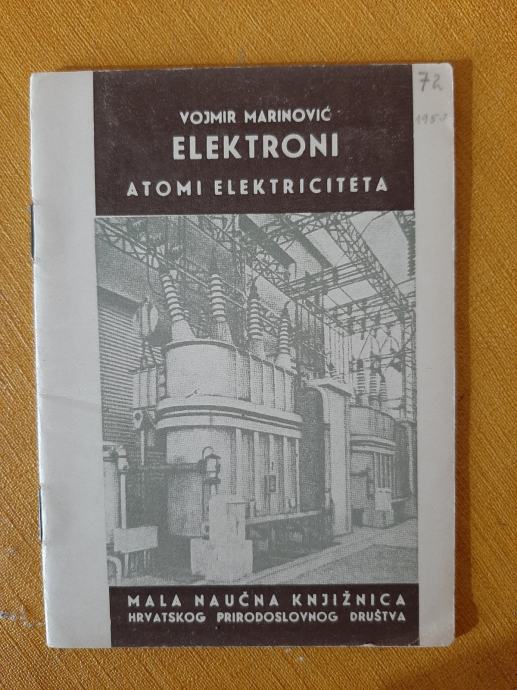 72
VOJMIR MARINOVIĆ
ELEKTRONI
ATOMI ELEKTRICITETA
MALA NAUČNA KNJIŽNICA
HRVATSKOG PRIRODOSLOVNOG DRUŠTVA